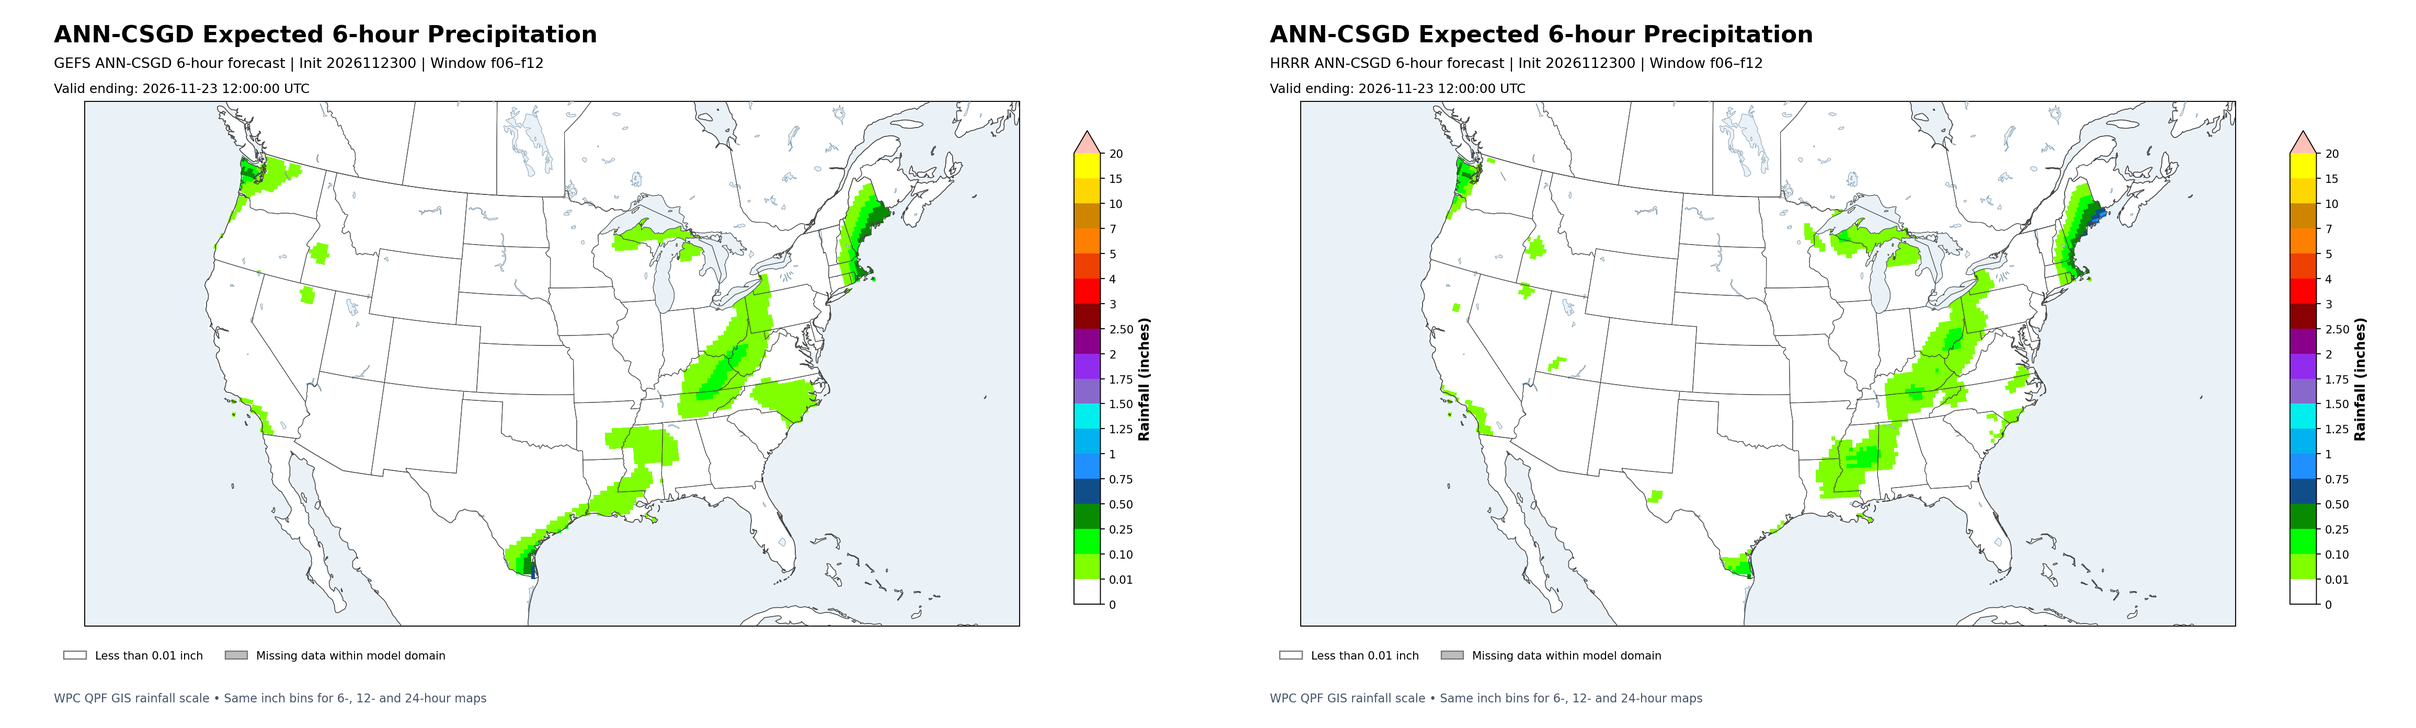 ANN-CSGD Expected 6-hour Precipitation
GEFS ANN-CSGD 6-hour forecast | Init 2026112300 | Window f06–f12
Valid ending: 2026-11-23 12:00:00 UTC
20
15
10
7
5
4
3
2.50
2
1.75
1.50
1.25
1
0.75
0.50
0.25
0.10
0.01
0
Rainfall (inches)
Less than 0.01 inch
Missing data within model domain
WPC QPF GIS rainfall scale • Same inch bins for 6-, 12- and 24-hour maps
ANN-CSGD Expected 6-hour Precipitation
HRRR ANN-CSGD 6-hour forecast | Init 2026112300 | Window f06–f12
Valid ending: 2026-11-23 12:00:00 UTC
20
15
10
7
5
4
3
2.50
2
1.75
1.50
1.25
1
0.75
0.50
0.25
0.10
0.01
0
Rainfall (inches)
Less than 0.01 inch
Missing data within model domain
WPC QPF GIS rainfall scale • Same inch bins for 6-, 12- and 24-hour maps